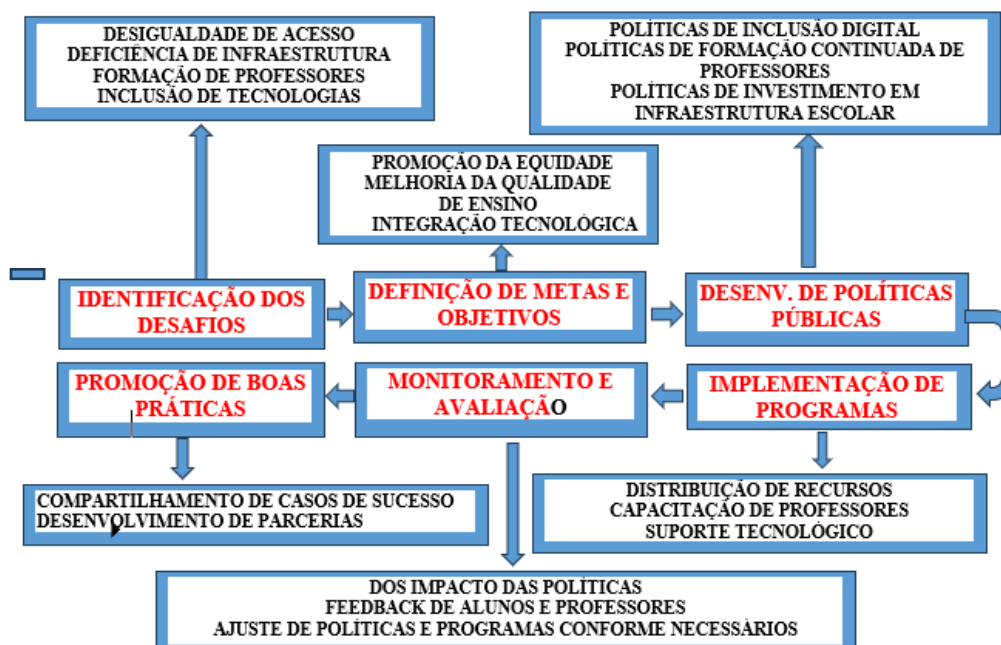 DESIGUALDADE DE ACESSO
DEFICIÊNCIA DE INFRAESTRUTURA
FORMAÇÃO DE PROFESSORES
INCLUSÃO DE TECNOLOGIAS
POLÍTICAS DE INCLUSÃO DIGITAL
POLÍTICAS DE FORMAÇÃO CONTINUADA DE
PROFESSORES
POLÍTICAS DE INVESTIMENTO EM
INFRAESTRUTURA ESCOLAR
PROMOÇÃO DA EQUIDADE
MELHORIA DA QUALIDADE
DE ENSINO
INTEGRAÇÃO TECNOLÓGICA
IDENTIFICAÇÃO DOS
DESAFIOS
DEFINIÇÃO DE METAS E
OBJETIVOS
DESENV. DE POLÍTICAS
PÚBLICAS
PROMOÇÃO DE BOAS
PRÁTICAS
MONITORAMENTO E
AVALIAÇÃO
IMPLEMENTAÇÃO DE
PROGRAMAS
COMPARTILHAMENTO DE CASOS DE SUCESSO
DESENVOLVIMENTO DE PARCERIAS
DISTRIBUIÇÃO DE RECURSOS
CAPACITAÇÃO DE PROFESSORES
SUPORTE TECNOLÓGICO
DOS IMPACTO DAS POLÍTICAS
FEEDBACK DE ALUNOS E PROFESSORES
AJUSTE DE POLÍTICAS E PROGRAMAS CONFORME NECESSÁRIOS